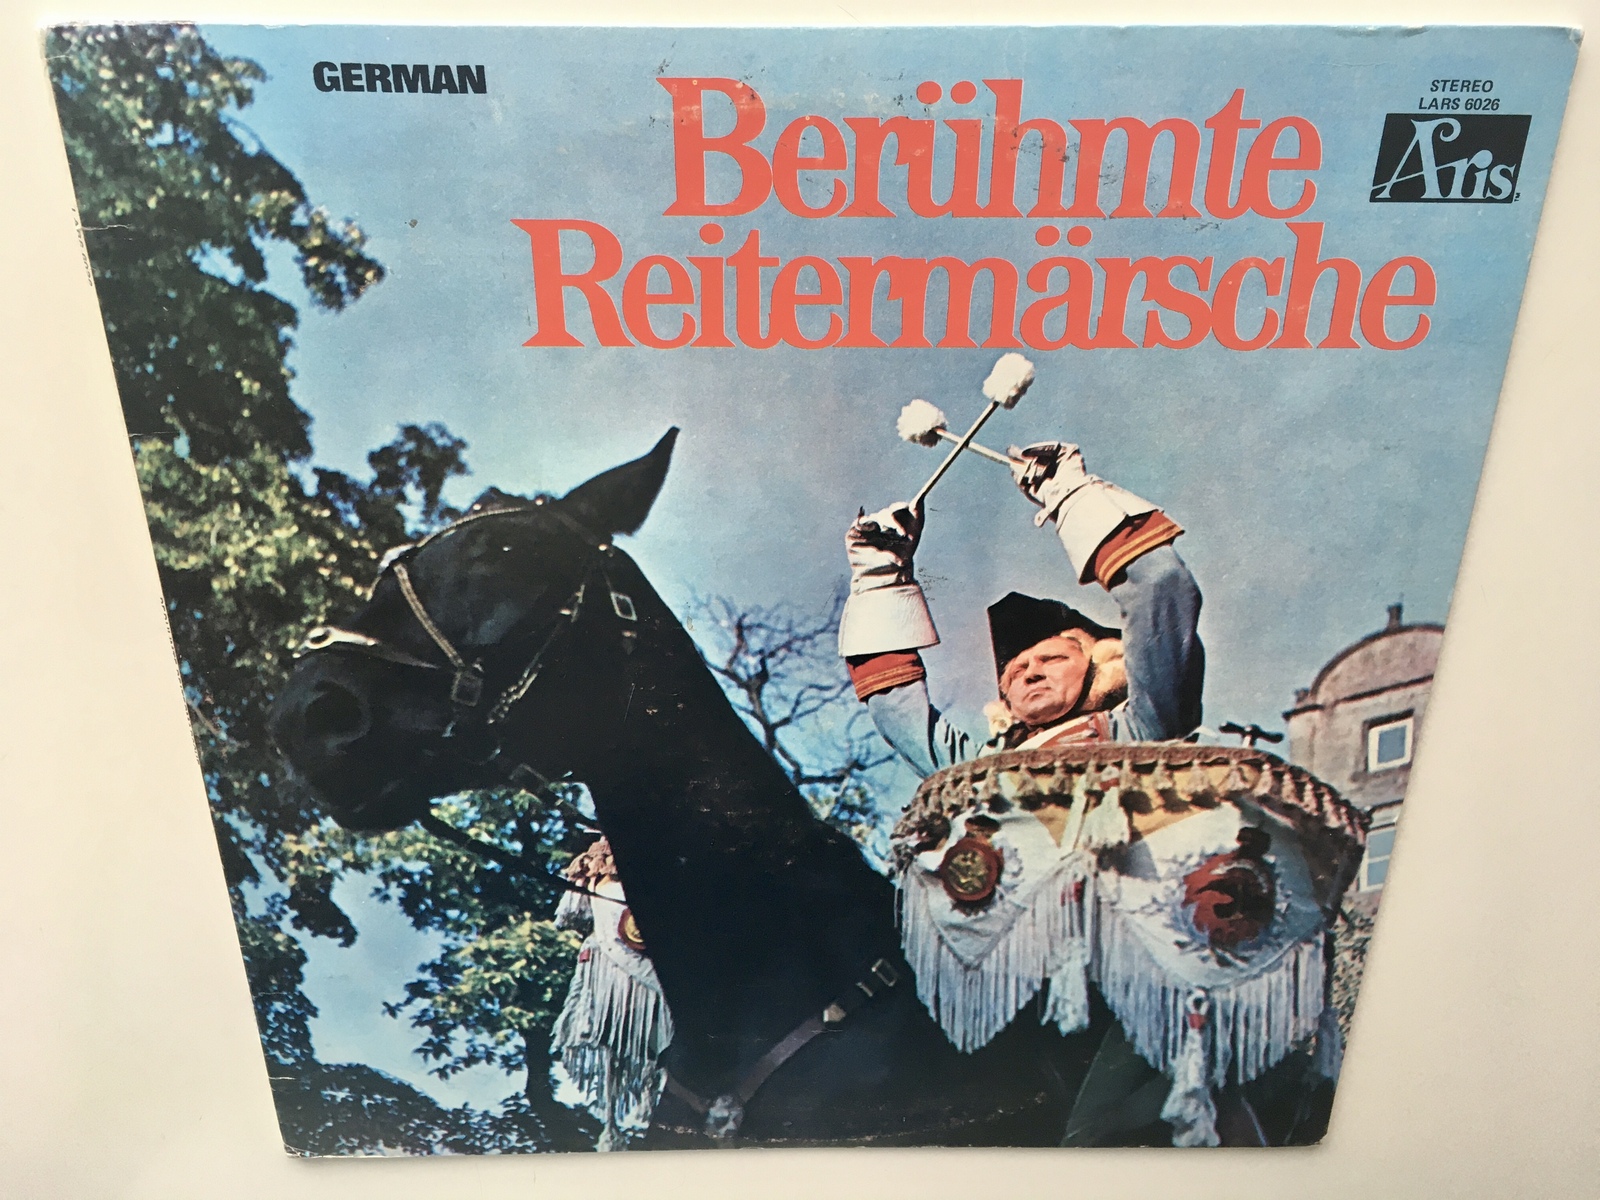 GERMAN
Berühmte
Reitermärsche
STEREO
LARS 6026
Aris